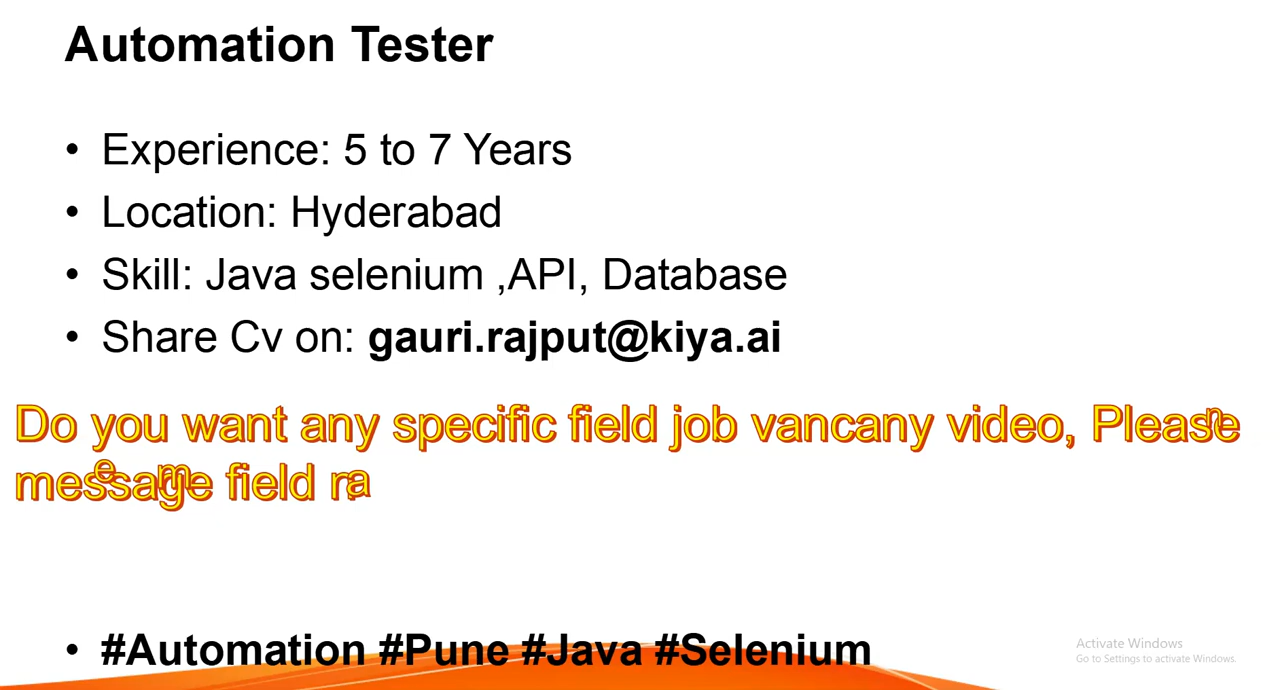 Automation Tester
• Experience: 5 to 7 Years
• Location: Hyderabad
• Skill: Java selenium ,API, Database
• Share Cv on: gauri.rajput@kiya.ai
Do you want any specific field job vancany video, Please
message field
• #Automation #Pune #Java #Selenium
Activate Windows
Go to Settings to activate Windows.